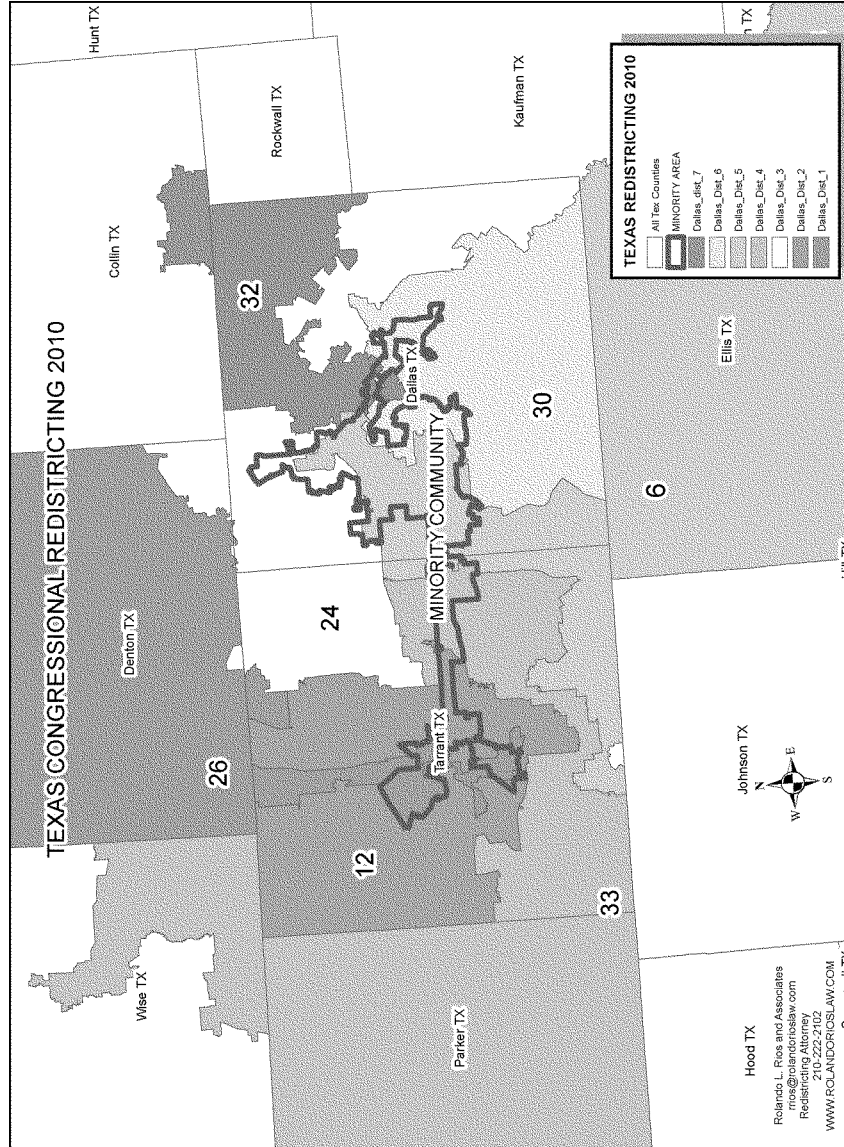 TEXAS CONGRESSIONAL REDISTRICTING 2010
Hunt TX
Collin TX
Denton TX
Wise TX
Rockwall TX
Kaufman TX
32
24
26
12
Dallas TX
MINORITY COMMUNITY
Tarrant TX
Parker TX
30
6
33
Ellis TX
Johnson TX
Hood TX
N
E
S
W
TEXAS REDISTRICTING 2010
All Tex Counties
MINORITY AREA
Dallas_dist_7
Dallas_Dist_6
Dallas_Dist_5
Dallas_Dist_4
Dallas_Dist_3
Dallas_Dist_2
Dallas_Dist_1
Rolando L. Rios and Associates
rrios@rolandorioslaw.com
Redistricting Attorney
210-222-2102
WWW.ROLANDORIOSLAW.COM